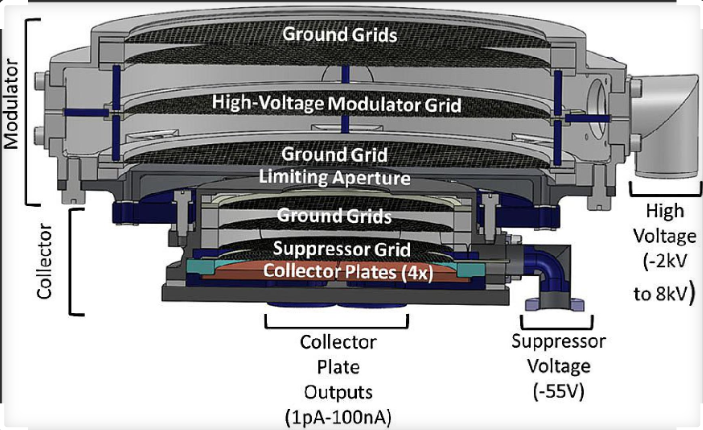 Modulator
Ground Grids
High-Voltage Modulator Grid
Ground Grid
Limiting Aperture
Collector
Ground Grids
Suppressor Grid
Collector Plates (4x)
High
Voltage
(-2kV
to 8kV)
Collector
Plate
Outputs
(1pA-100nA)
Suppressor
Voltage
(-55V)